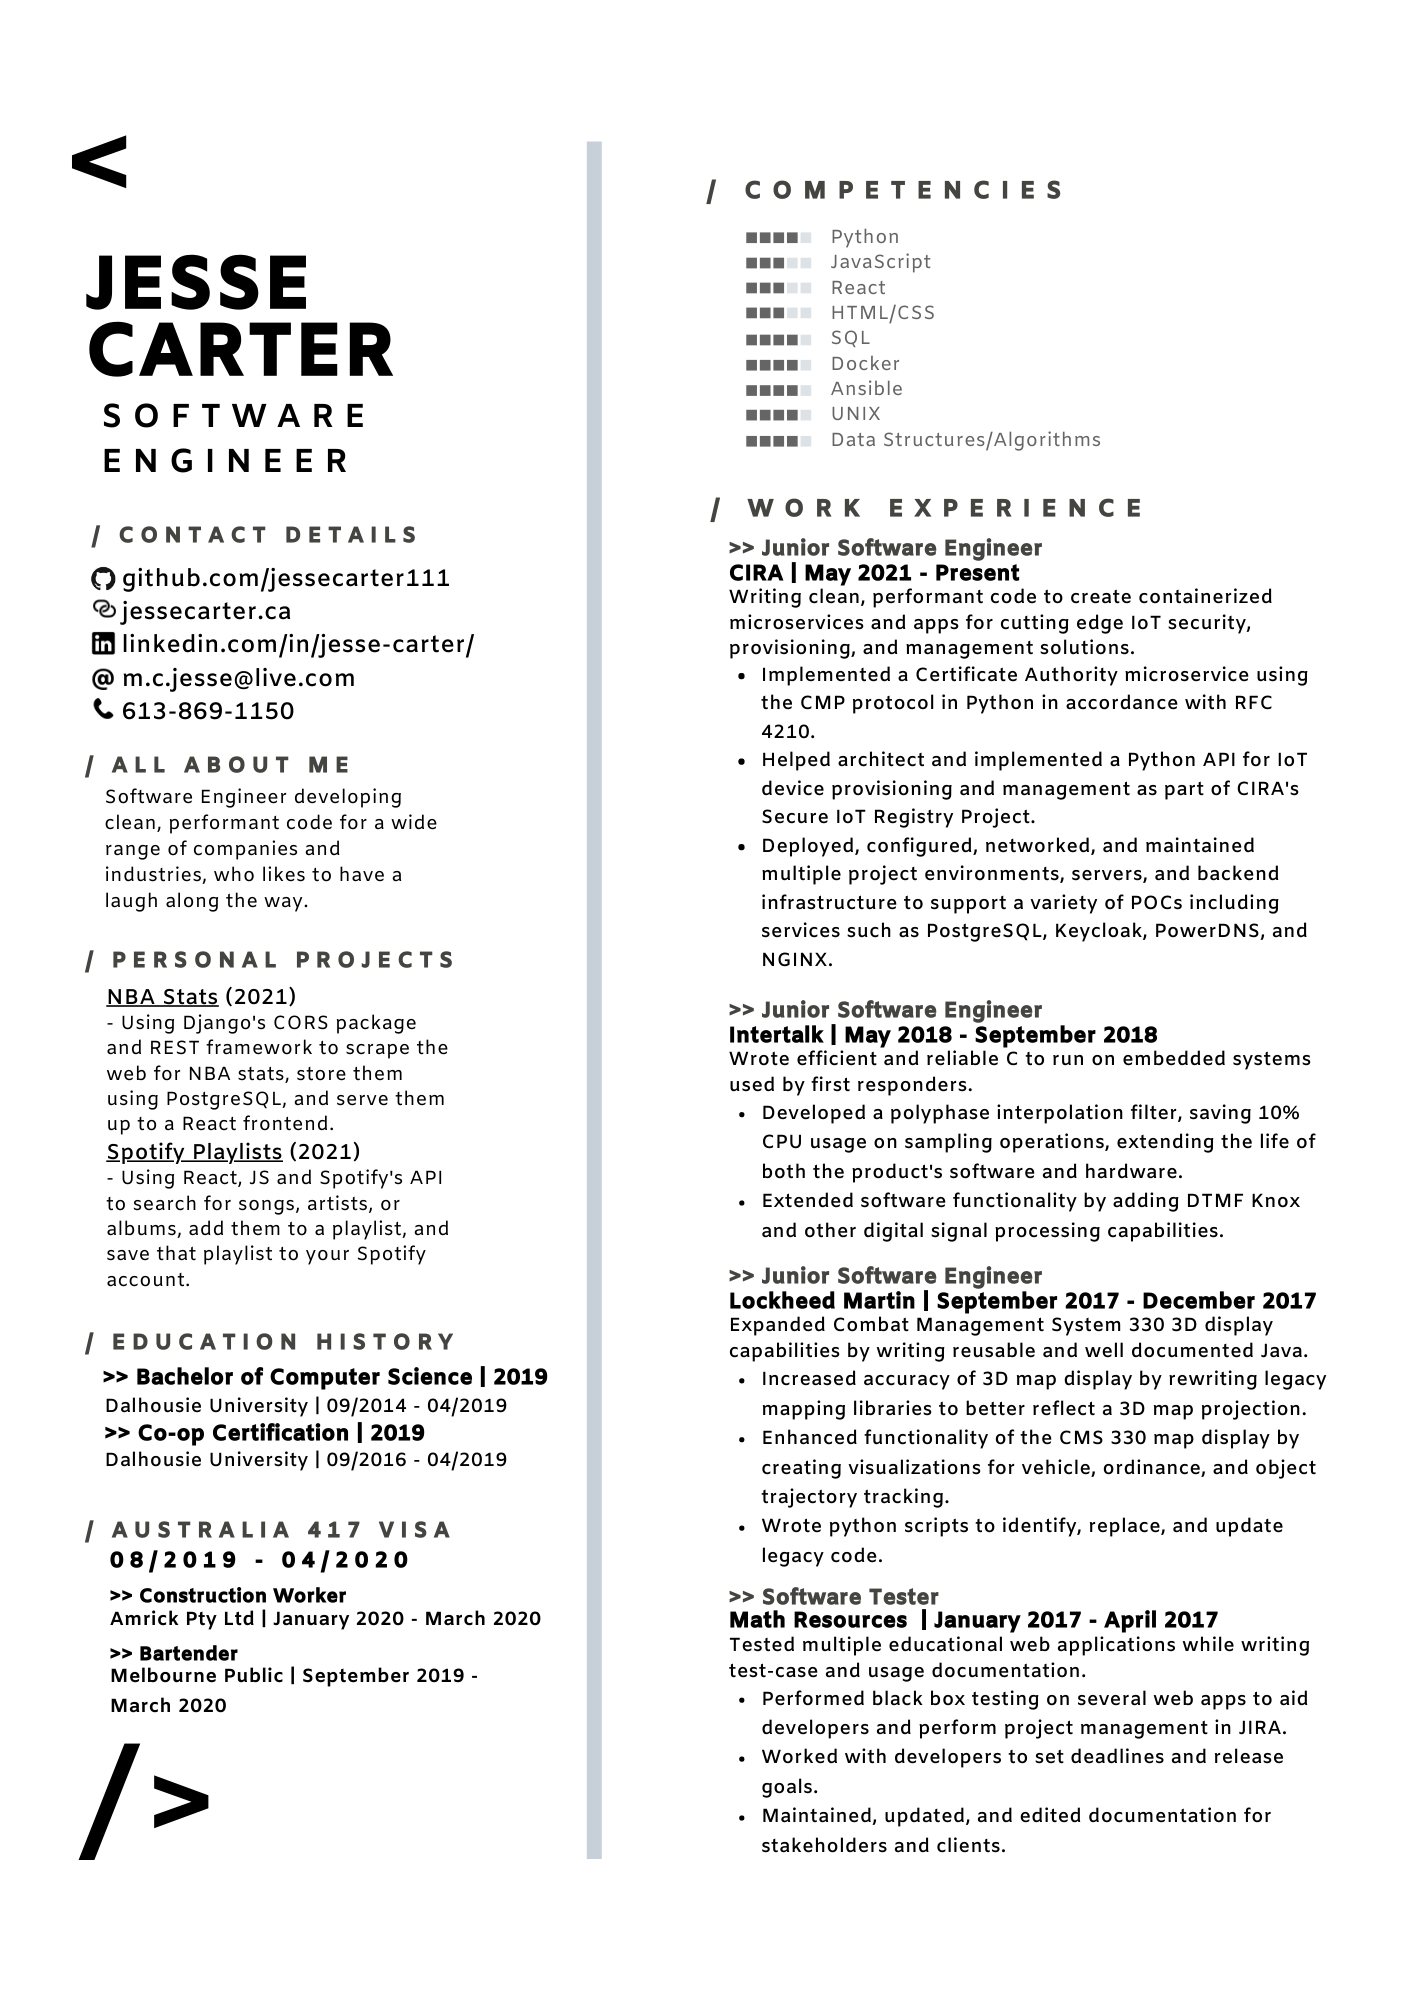 <
JESSE
CARTER
SOFTWARE
ENGINEER
/ CONTACT DETAILS
github.com/jessecarter111
jessecarter.ca
linkedin.com/in/jesse-carter/
@ m.c.jesse@live.com
613-869-1150
/ ALL ABOUT ME
Software Engineer developing
clean, performant code for a wide
range of companies and
industries, who likes to have a
laugh along the way.
/ PERSONAL PROJECTS
NBA Stats (2021)
- Using Django's CORS package
and REST framework to scrape the
web for NBA stats, store them
using PostgreSQL, and serve them
up to a React frontend.
Spotify Playlists (2021)
- Using React, JS and Spotify's API
to search for songs, artists, or
albums, add them to a playlist, and
save that playlist to your Spotify
account.
/ EDUCATION HISTORY
>> Bachelor of Computer Science | 2019
Dalhousie University | 09/2014 - 04/2019
>> Co-op Certification | 2019
Dalhousie University | 09/2016 - 04/2019
/ AUSTRALIA 417 VISA
08/2019 - 04/2020
>> Construction Worker
Amrick Pty Ltd | January 2020 - March 2020
>> Bartender
Melbourne Public | September 2019 -
March 2020
/>
/ COMPETENCIES
Python
JavaScript
React
HTML/CSS
SQL
Docker
Ansible
UNIX
Data Structures/Algorithms
/ WORK EXPERIENCE
>> Junior Software Engineer
CIRA | May 2021 - Present
Writing clean, performant code to create containerized
microservices and apps for cutting edge IoT security,
provisioning, and management solutions.
• Implemented a Certificate Authority microservice using
the CMP protocol in Python in accordance with RFC
4210.
• Helped architect and implemented a Python API for IoT
device provisioning and management as part of CIRA's
Secure IoT Registry Project.
• Deployed, configured, networked, and maintained
multiple project environments, servers, and backend
infrastructure to support a variety of POCs including
services such as PostgreSQL, Keycloak, PowerDNS, and
NGINX.
>> Junior Software Engineer
Intertalk | May 2018 - September 2018
Wrote efficient and reliable C to run on embedded systems
used by first responders.
• Developed a polyphase interpolation filter, saving 10%
CPU usage on sampling operations, extending the life of
both the product's software and hardware.
• Extended software functionality by adding DTMF Knox
and other digital signal processing capabilities.
>> Junior Software Engineer
Lockheed Martin | September 2017 - December 2017
Expanded Combat Management System 330 3D display
capabilities by writing reusable and well documented Java.
• Increased accuracy of 3D map display by rewriting legacy
mapping libraries to better reflect a 3D map projection.
• Enhanced functionality of the CMS 330 map display by
creating visualizations for vehicle, ordinance, and object
trajectory tracking.
• Wrote python scripts to identify, replace, and update
legacy code.
>> Software Tester
Math Resources | January 2017 - April 2017
Tested multiple educational web applications while writing
test-case and usage documentation.
• Performed black box testing on several web apps to aid
developers and perform project management in JIRA.
• Worked with developers to set deadlines and release
goals.
• Maintained, updated, and edited documentation for
stakeholders and clients.